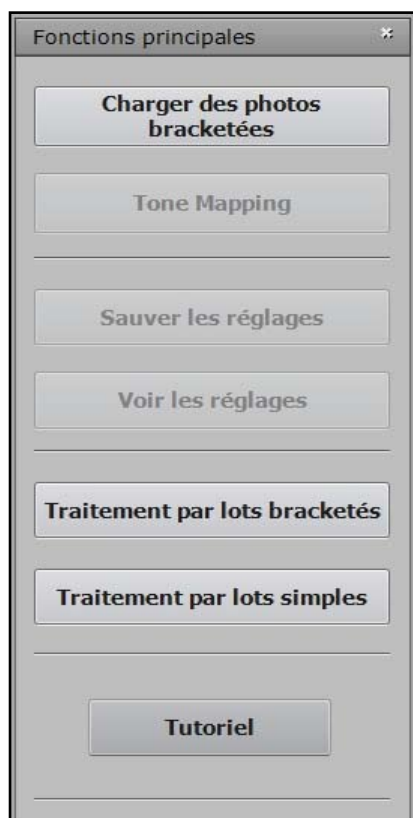 Fonctions principales
Charger des photos
bracketées
Tone Mapping
Sauver les réglages
Voir les réglages
Traitement par lots bracketés
Traitement par lots simples
Tutoriel